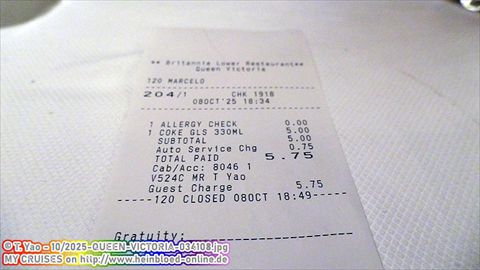 ** Britannia Lower Restaurant**
Queen Victoria
120 MARCELO
204/1 CHK 1918
08OCT'25 18:34
1 ALLERGY CHECK 0.00
1 COKE GLS 330ML 5.00
SUBTOTAL 5.00
Auto Service Chg 0.75
TOTAL PAID 5.75
Cab/Acc: 8046 1
V524C MR T Yao
Guest Charge 5.75
-----120 CLOSED 08OCT 18:49-----
Gratuity:
©T. Yao - 10/2025-QUEEN-VICTORIA-034108.jpg
MY CRUISES on http://www.heinbloed-online.de